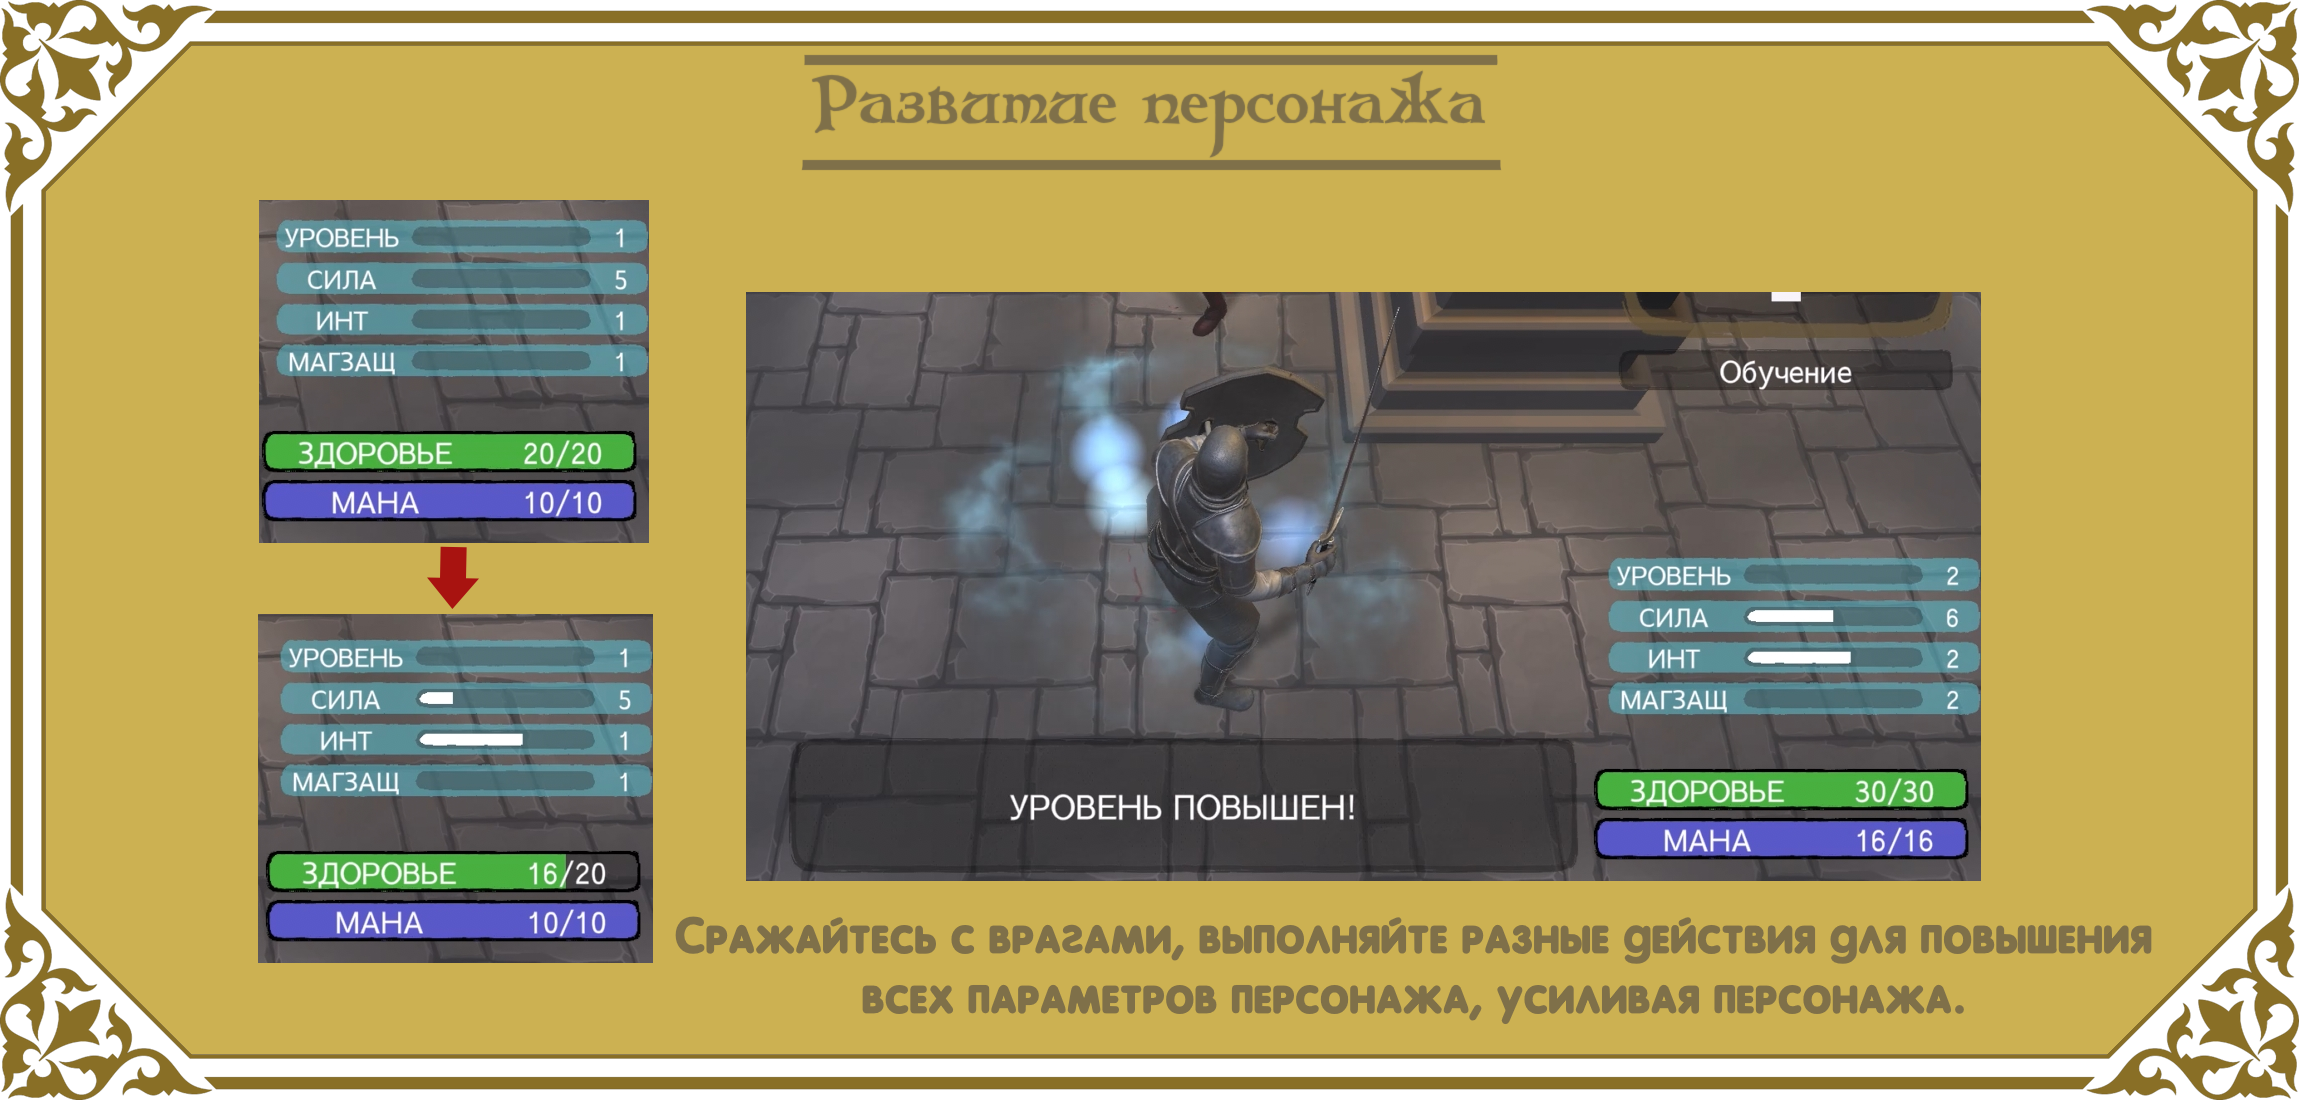 Развитие персонажа
УРОВЕНЬ 1
СИЛА 5
ИНТ 1
МАГЗАЩ 1
ЗДОРОВЬЕ 20/20
МАНА 10/10
УРОВЕНЬ 1
СИЛА 5
ИНТ 1
МАГЗАЩ 1
ЗДОРОВЬЕ 16/20
МАНА 10/10
Обучение
УРОВЕНЬ 2
СИЛА 6
ИНТ 2
МАГЗАЩ 2
ЗДОРОВЬЕ 30/30
МАНА 16/16
УРОВЕНЬ ПОВЫШЕН!
Сражайтесь с врагами, выполняйте разные действия для повышения
всех параметров персонажа, усиливая персонажа.